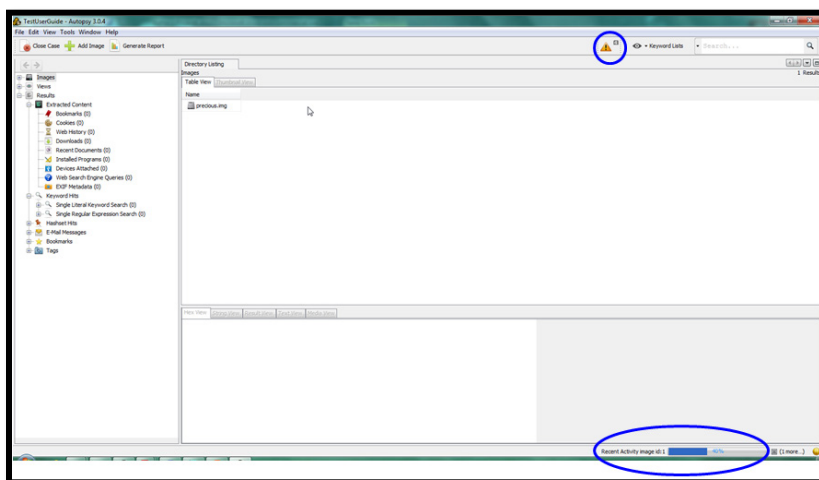 TestUserGuide - Autopsy 3.0.4
File Edit View Tools Window Help
Close Case Add Image Generate Report Keyword Lists Search...
Directory Listing
Images
1 Results
Table View Thumbnail View
Name
precious.img
Images
Views
Results
Extracted Content
Bookmarks (0)
Cookies (0)
Web History (0)
Downloads (0)
Recent Documents (0)
Installed Programs (0)
Devices Attached (0)
Web Search Engine Queries (0)
EXIF Metadata (0)
Keyword Hits
Single Literal Keyword Search (0)
Single Regular Expression Search (0)
Hashset Hits
E-Mail Messages
Bookmarks
Tags
Hex View String View Result View Text View Media View
Recent Activity image id:1 46% (1 more...)